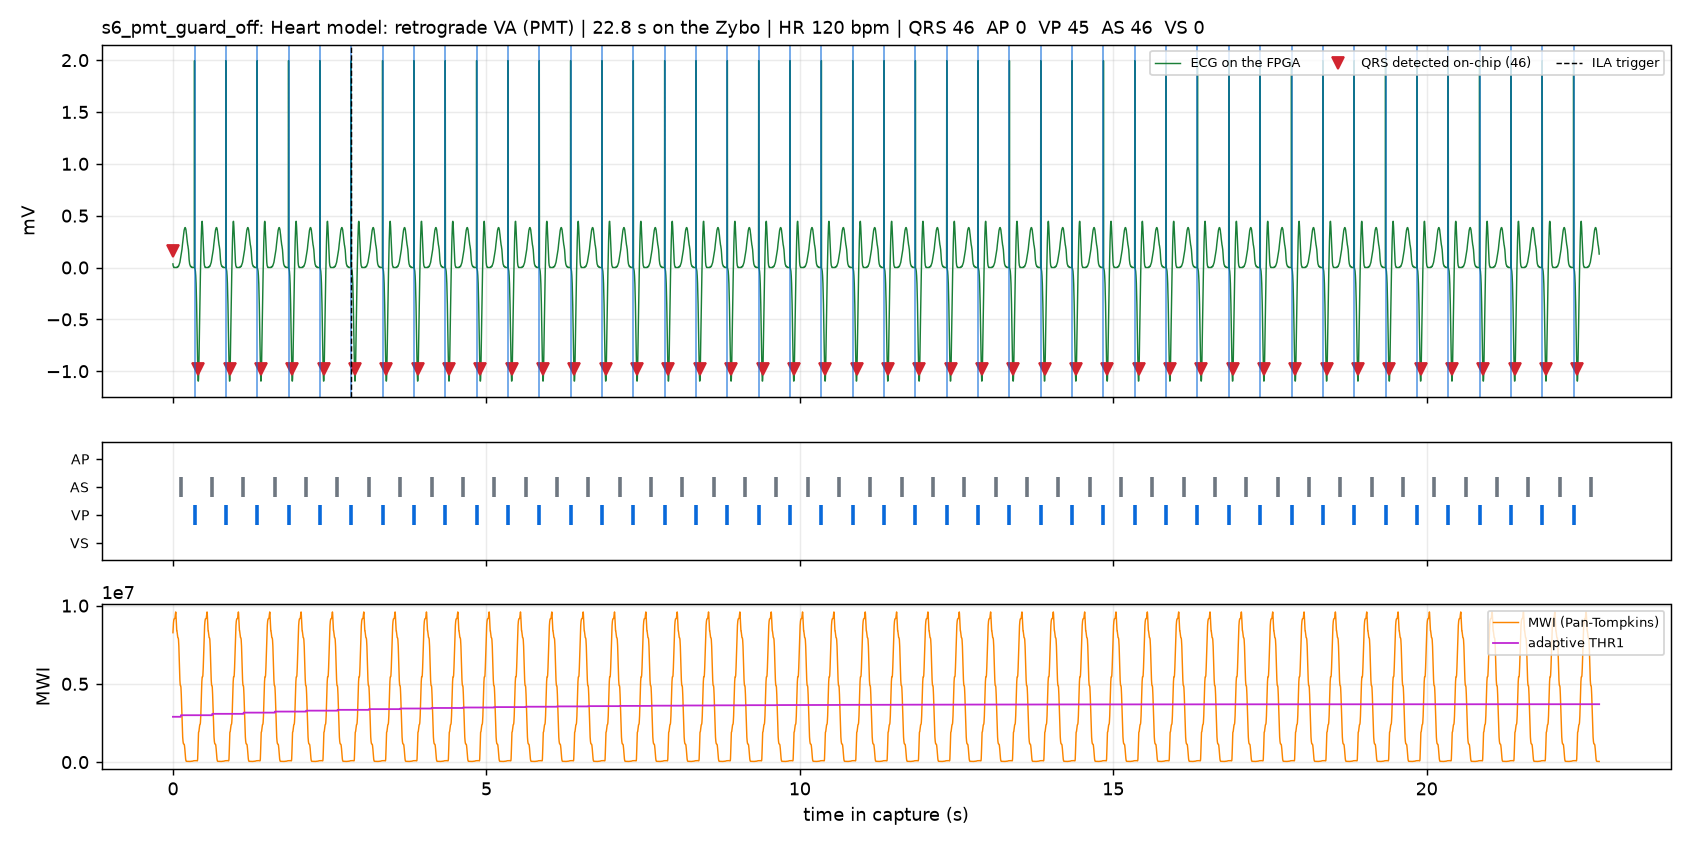 s6_pmt_guard_off: Heart model: retrograde VA (PMT) | 22.8 s on the Zybo | HR 120 bpm | QRS 46  AP 0  VP 45  AS 46  VS 0
ECG on the FPGA
QRS detected on-chip (46)
ILA trigger
mV
2.0
1.5
1.0
0.5
0.0
−0.5
−1.0
AP
AS
VP
VS
1e7
MWI
1.0
0.5
0.0
MWI (Pan-Tompkins)
adaptive THR1
0
5
10
15
20
time in capture (s)